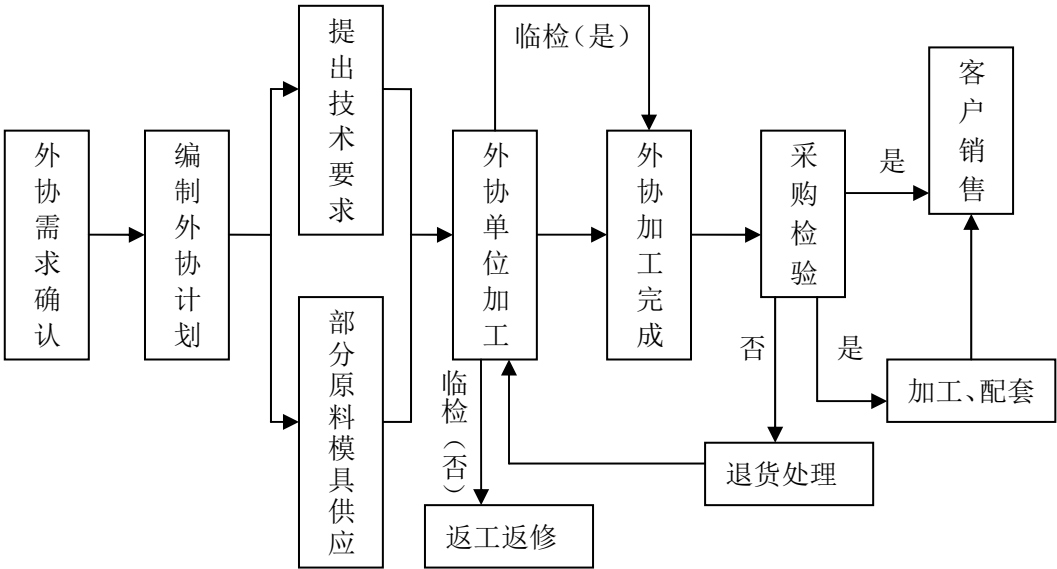 外协需求确认
编制外协计划
提出技术要求
部分原料模具供应
临检（是）
外协单位加工
临检（否）
返工返修
外协加工完成
采购检验
是
否
是
退货处理
加工、配套
客户销售